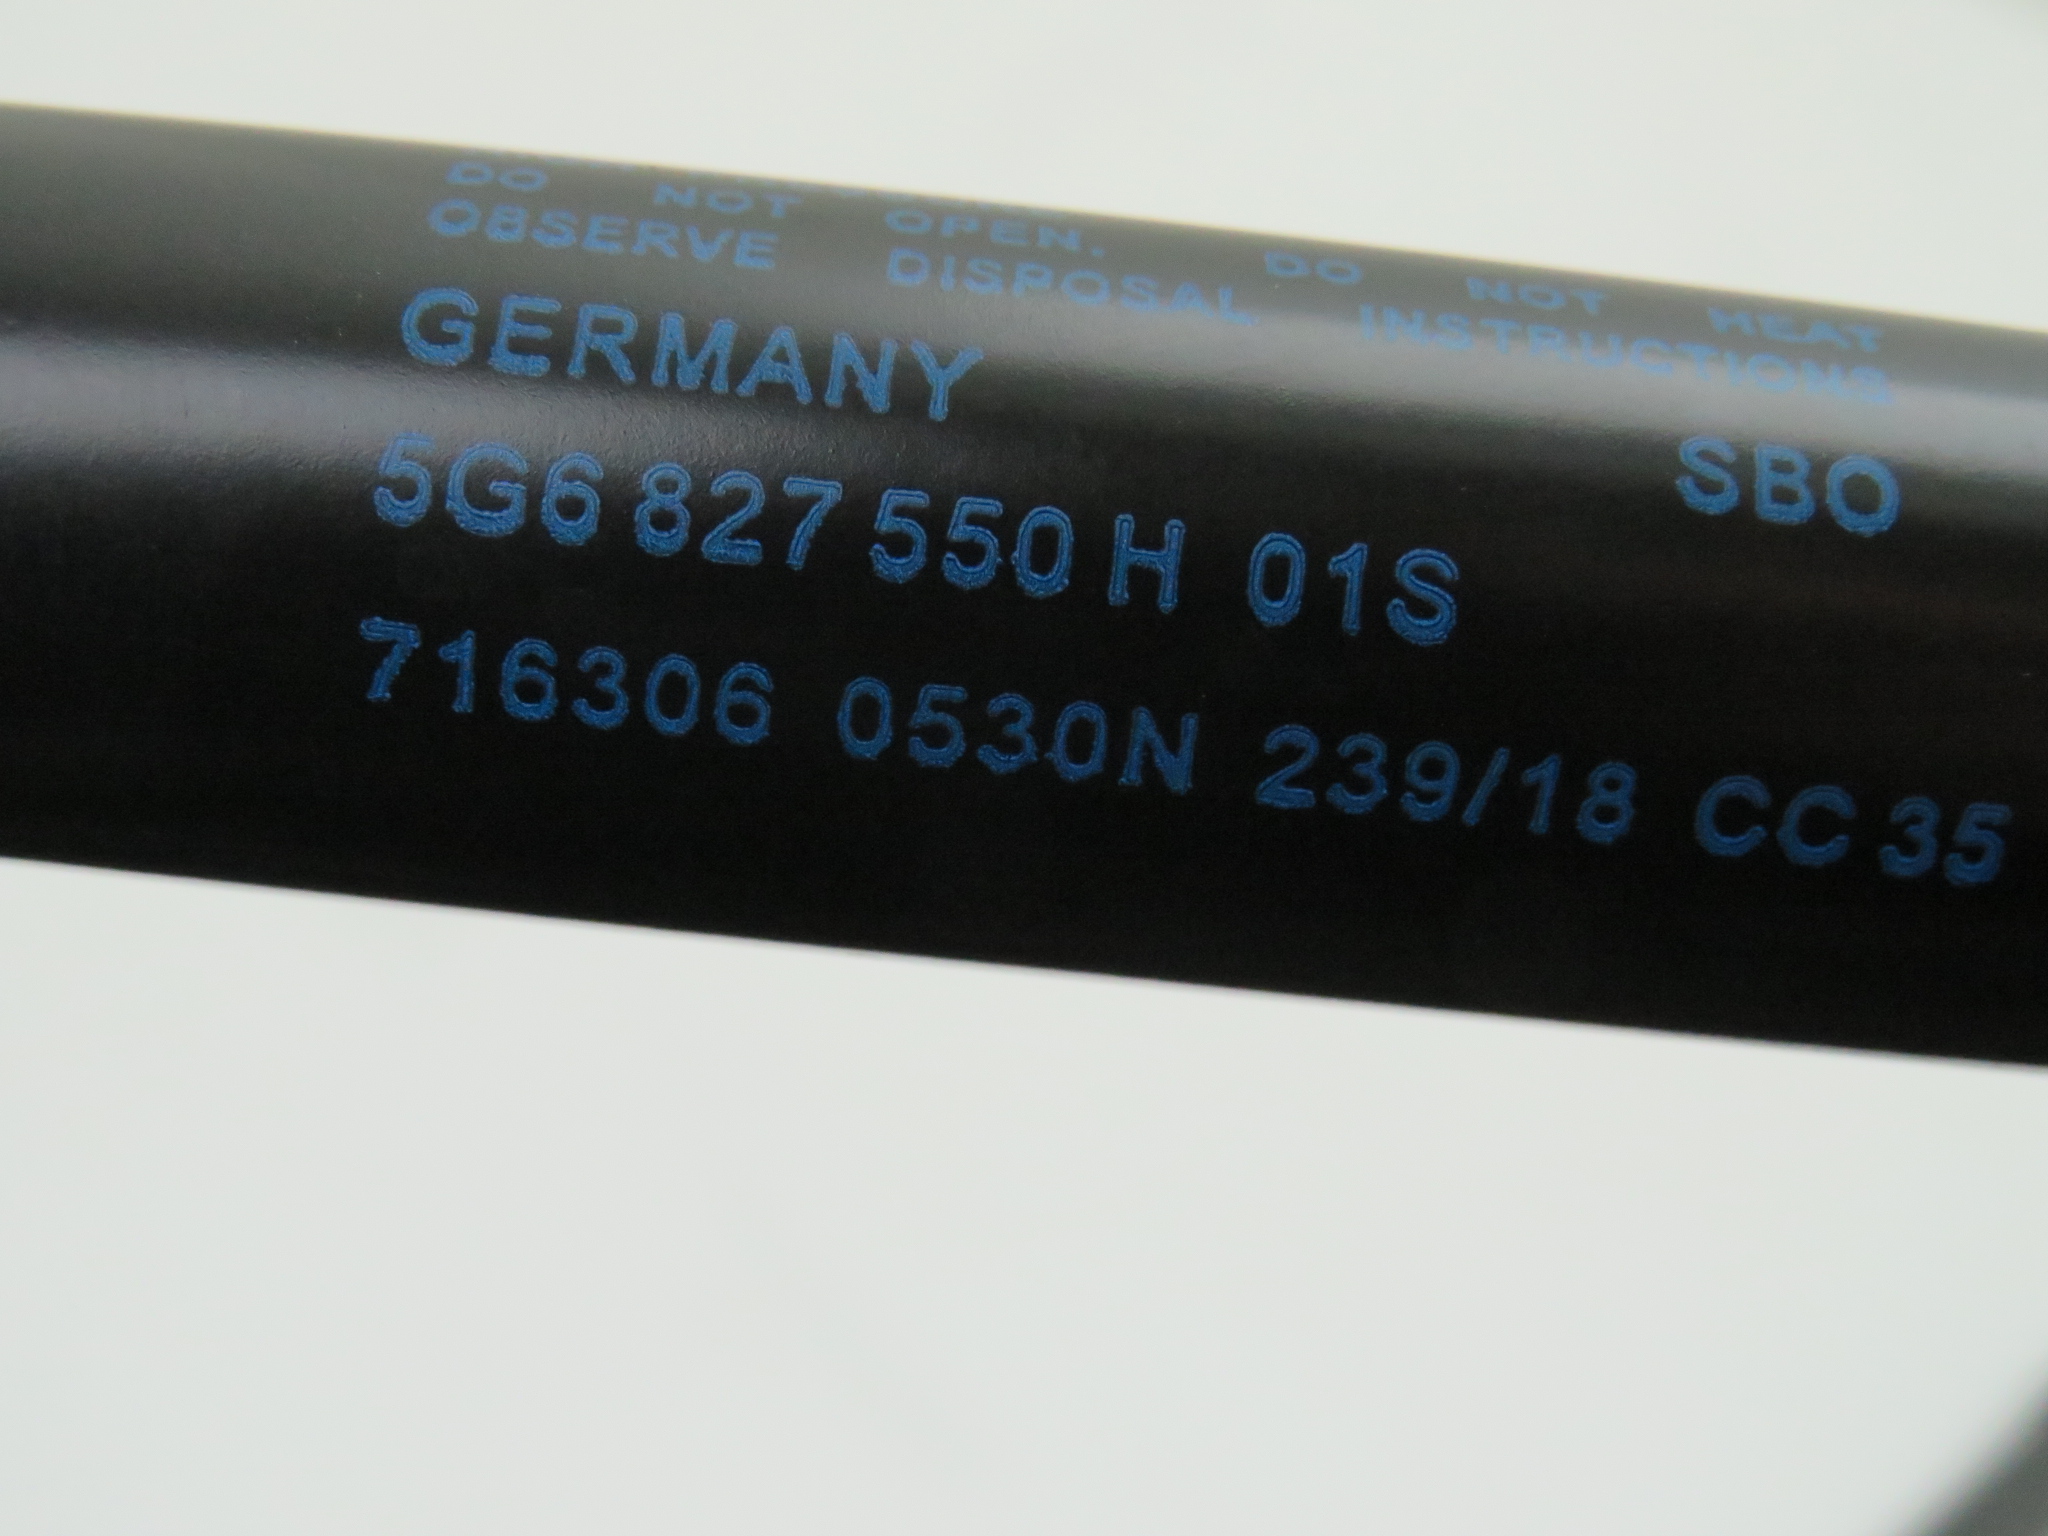 DO NOT OPEN. DO NOT HEAT
OBSERVE DISPOSAL INSTRUCTIONS
GERMANY
SBO
5G6 827 550 H 01S
716306 0530N 239/18 CC 35